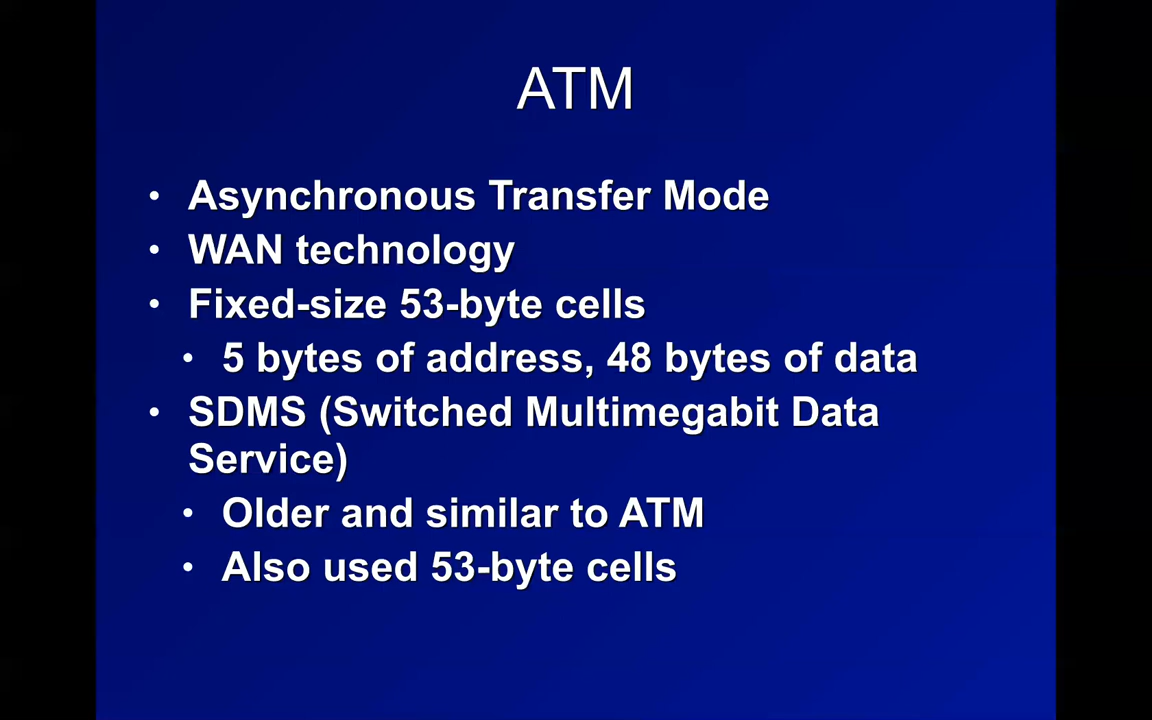 ATM
• Asynchronous Transfer Mode
• WAN technology
• Fixed-size 53-byte cells
• 5 bytes of address, 48 bytes of data
• SDMS (Switched Multimegabit Data
Service)
• Older and similar to ATM
• Also used 53-byte cells